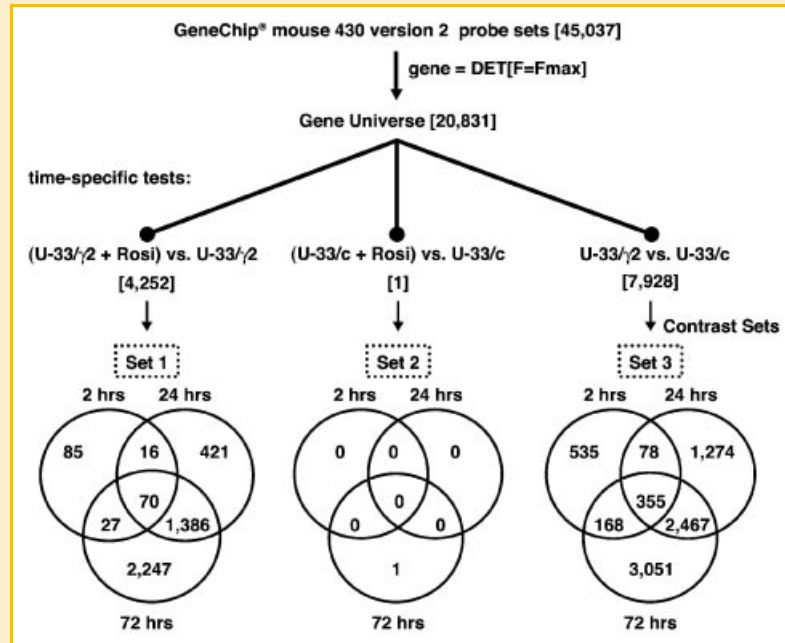 GeneChip® mouse 430 version 2 probe sets [45,037]
gene = DET[F=Fmax]
Gene Universe [20,831]
time-specific tests:
(U-33/γ2 + Rosi) vs. U-33/γ2 (U-33/c + Rosi) vs. U-33/c U-33/γ2 vs. U-33/c
[4,252] [1] [7,928]
Contrast Sets
Set 1 Set 2 Set 3
2 hrs 24 hrs 2 hrs 24 hrs 2 hrs 24 hrs
85 16 421 0 0 0 535 78 1,274
70 0 355
27 1,386 0 0 168 2,467
2,247 1 3,051
72 hrs 72 hrs 72 hrs